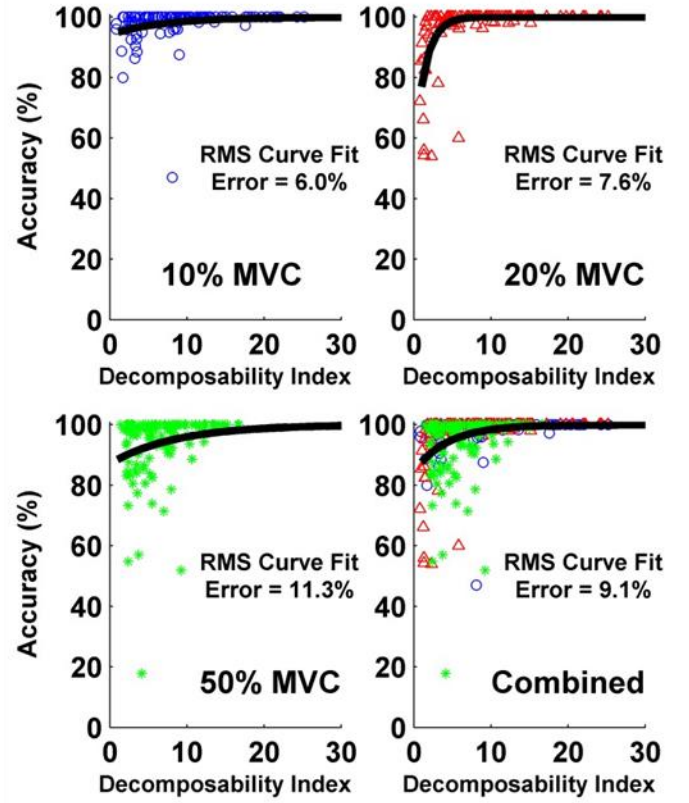 100
80
60
40
20
0
Accuracy (%)
RMS Curve Fit
Error = 6.0%
10% MVC
0 10 20 30
Decomposability Index
100
80
60
40
20
0
RMS Curve Fit
Error = 7.6%
20% MVC
0 10 20 30
Decomposability Index
100
80
60
40
20
0
Accuracy (%)
RMS Curve Fit
Error = 11.3%
50% MVC
0 10 20 30
Decomposability Index
100
80
60
40
20
0
RMS Curve Fit
Error = 9.1%
Combined
0 10 20 30
Decomposability Index